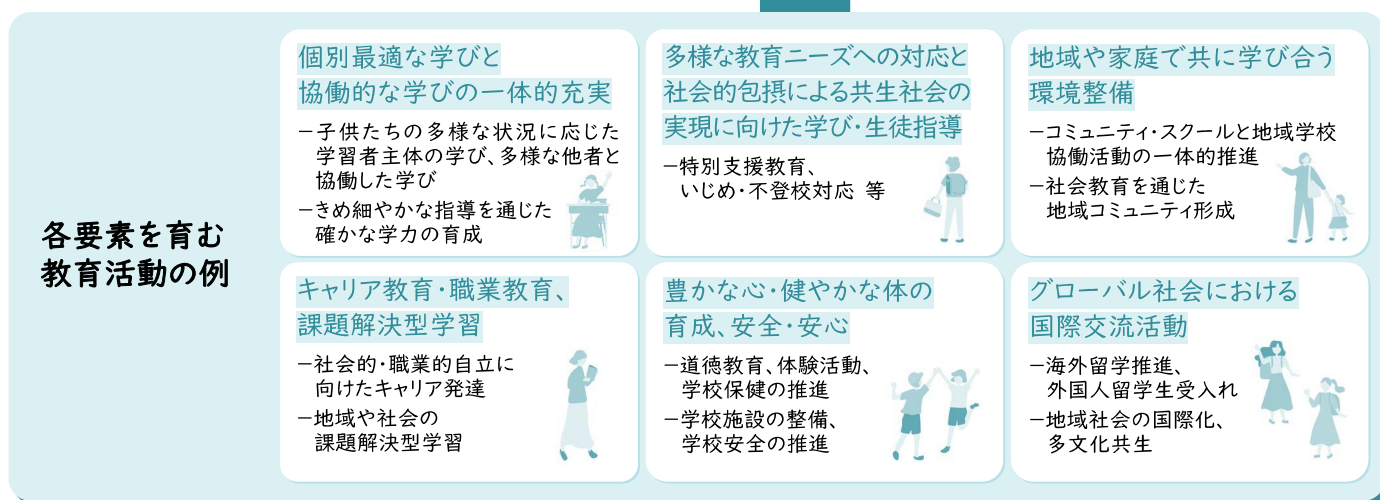 各要素を育む
教育活動の例
個別最適な学びと
協働的な学びの一体的充実
－子供たちの多様な状況に応じた
学習者主体の学び、多様な他者と
協働した学び
－きめ細やかな指導を通じた
確かな学力の育成
多様な教育ニーズへの対応と
社会的包摂による共生社会の
実現に向けた学び・生徒指導
－特別支援教育、
いじめ・不登校対応 等
地域や家庭で共に学び合う
環境整備
－コミュニティ・スクールと地域学校
協働活動の一体的推進
－社会教育を通じた
地域コミュニティ形成
キャリア教育・職業教育、
課題解決型学習
－社会的・職業的自立に
向けたキャリア発達
－地域や社会の
課題解決型学習
豊かな心・健やかな体の
育成、安全・安心
－道徳教育、体験活動、
学校保健の推進
－学校施設の整備、
学校安全の推進
グローバル社会における
国際交流活動
－海外留学推進、
外国人留学生受入れ
－地域社会の国際化、
多文化共生